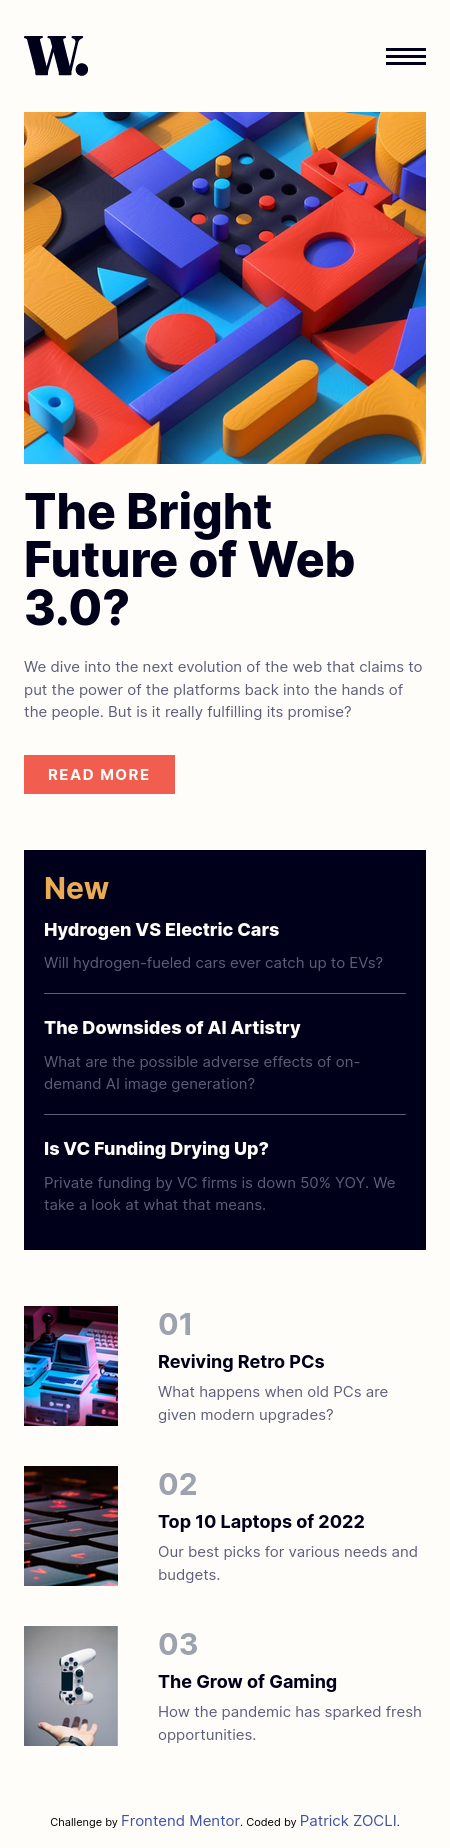 W.
The Bright
Future of Web
3.0?
We dive into the next evolution of the web that claims to
put the power of the platforms back into the hands of
the people. But is it really fulfilling its promise?
READ MORE
New
Hydrogen VS Electric Cars
Will hydrogen-fueled cars ever catch up to EVs?
The Downsides of AI Artistry
What are the possible adverse effects of on-
demand AI image generation?
Is VC Funding Drying Up?
Private funding by VC firms is down 50% YOY. We
take a look at what that means.
01
Reviving Retro PCs
What happens when old PCs are
given modern upgrades?
02
Top 10 Laptops of 2022
Our best picks for various needs and
budgets.
03
The Grow of Gaming
How the pandemic has sparked fresh
opportunities.
Challenge by Frontend Mentor. Coded by Patrick ZOCLI.